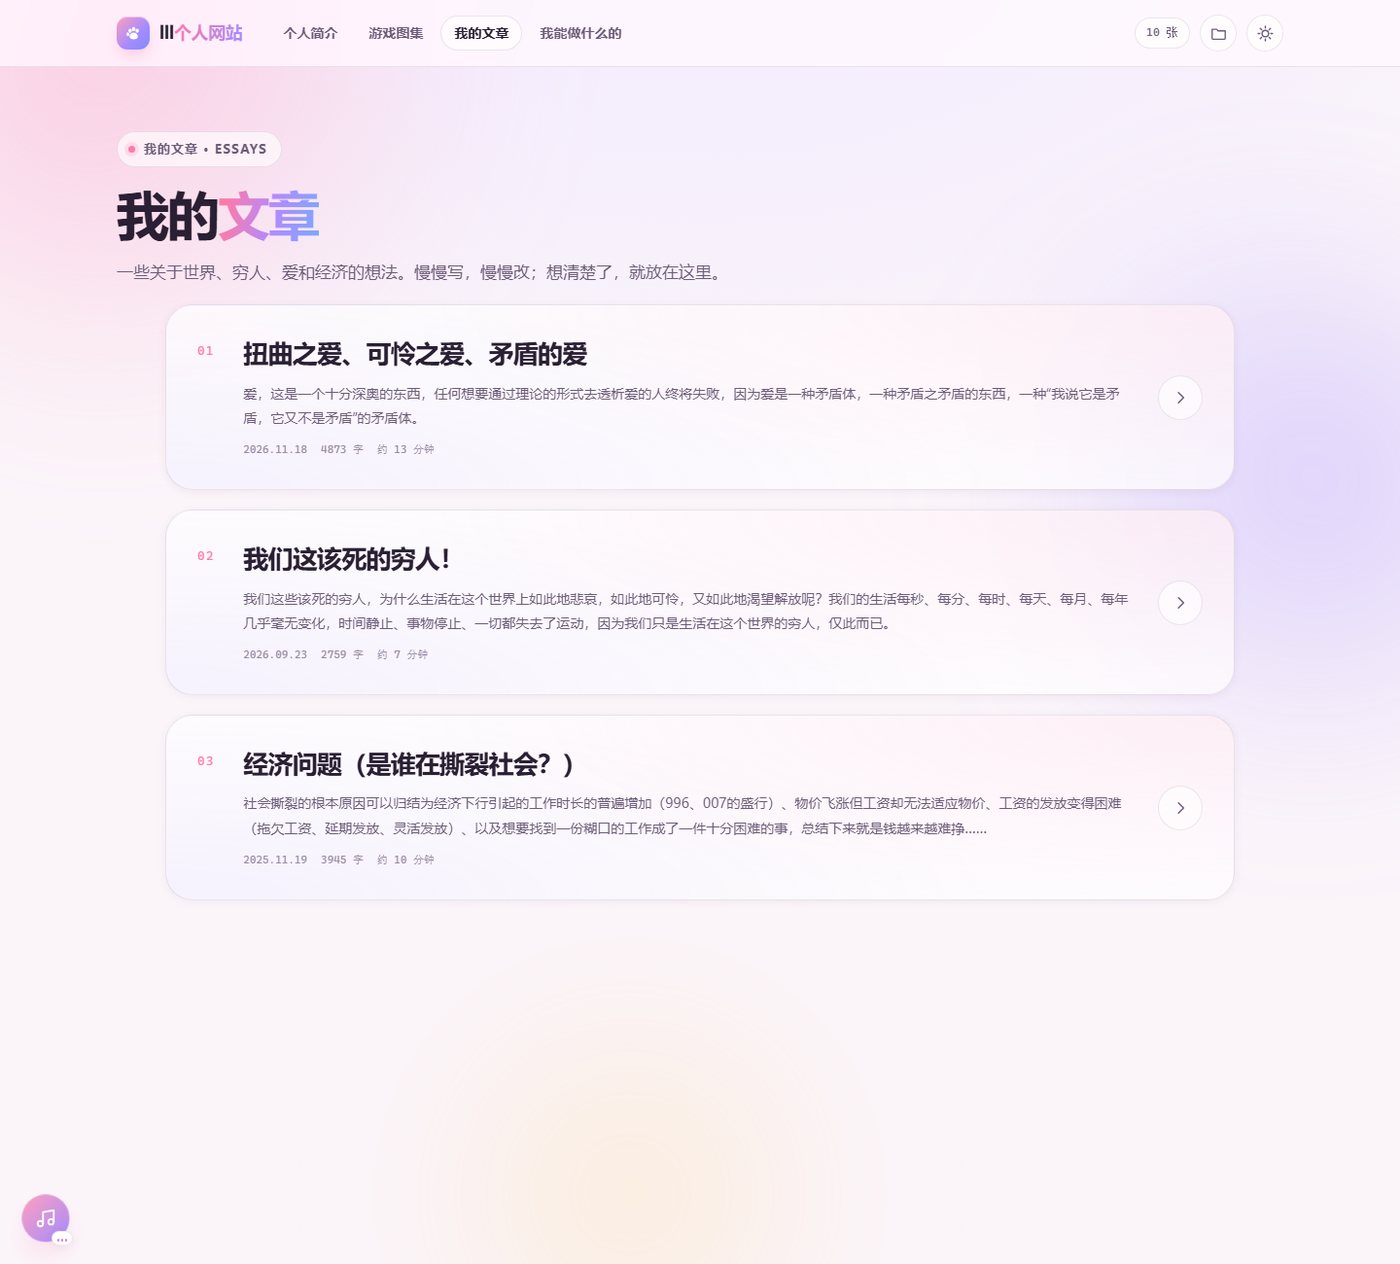 lll个人网站 个人简介 游戏图集 我的文章 我能做什么的 10 张
我的文章 • ESSAYS
我的文章
一些关于世界、穷人、爱和经济的想法。慢慢写，慢慢改；想清楚了，就放在这里。
01
扭曲之爱、可怜之爱、矛盾的爱
爱，这是一个十分深奥的东西，任何想要通过理论的形式去透析爱的人终将失败，因为爱是一种矛盾体，一种矛盾之矛盾的东西，一种“我说它是矛
盾，它又不是矛盾”的矛盾体。
2026.11.18 4873 字 约 13 分钟
02
我们这该死的穷人！
我们这些该死的穷人，为什么生活在这个世界上如此地悲哀，如此地可怜，又如此地渴望解放呢？我们的生活每秒、每分、每时、每天、每月、每年
几乎毫无变化，时间静止、事物停止、一切都失去了运动，因为我们只是生活在这个世界的穷人，仅此而已。
2026.09.23 2759 字 约 7 分钟
03
经济问题（是谁在撕裂社会？）
社会撕裂的根本原因可以归结为经济下行引起的工作时长的普遍增加（996、007的盛行）、物价飞涨但工资却无法适应物价、工资的发放变得困难
（拖欠工资、延期发放、灵活发放）、以及想要找到一份糊口的工作成了一件十分困难的事，总结下来就是钱越来越难挣……
2025.11.19 3945 字 约 10 分钟